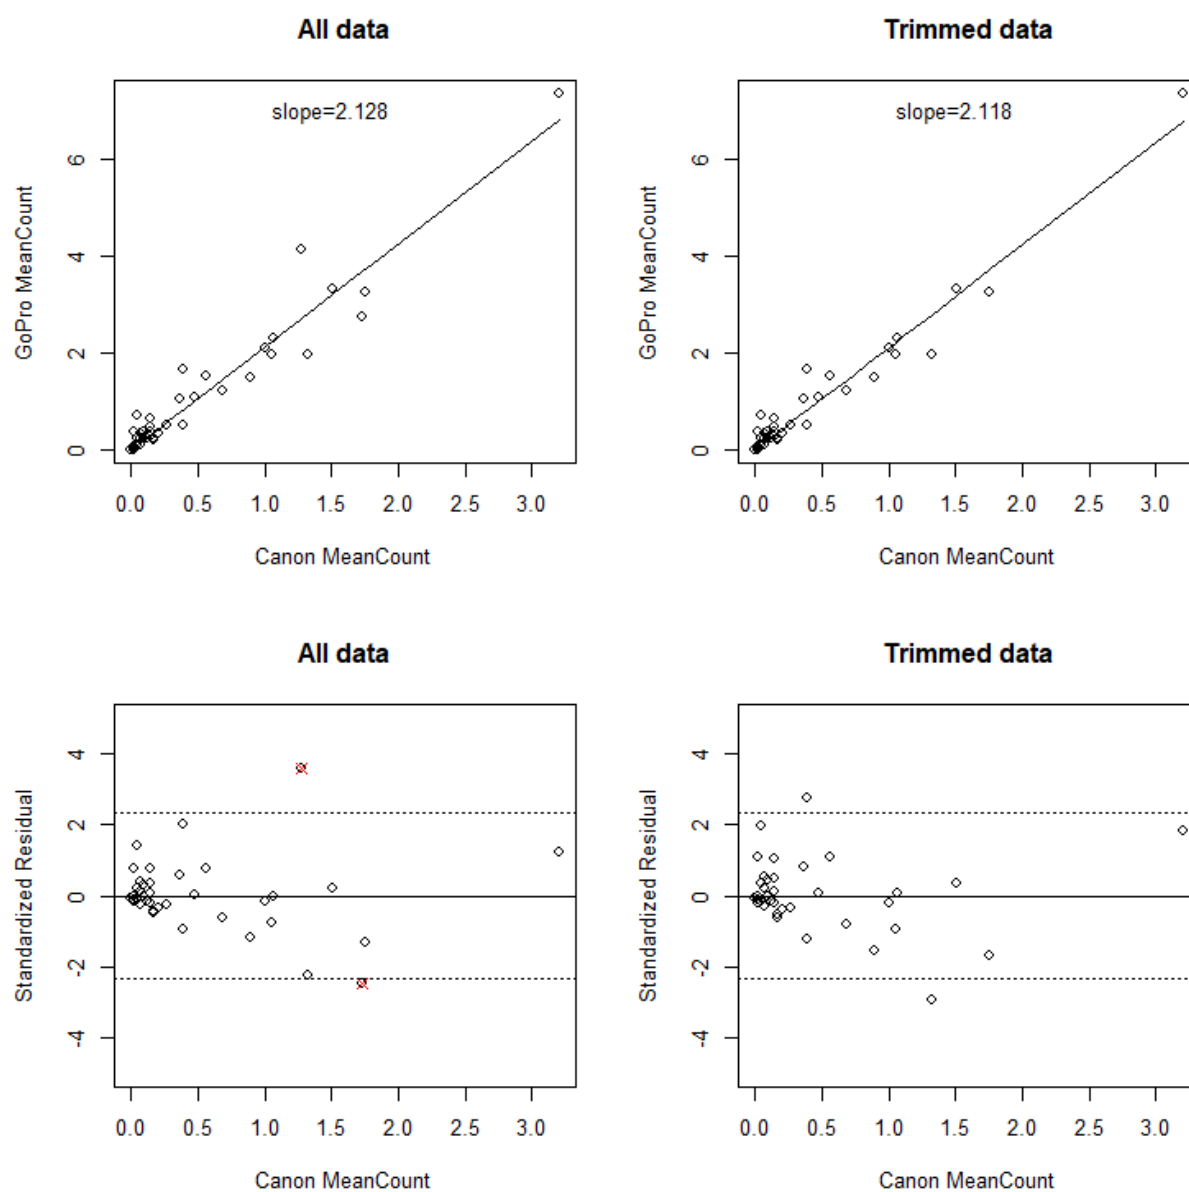 All data
slope=2.128
GoPro MeanCount
6
4
2
0
0.0 0.5 1.0 1.5 2.0 2.5 3.0
Canon MeanCount
Trimmed data
slope=2.118
GoPro MeanCount
6
4
2
0
0.0 0.5 1.0 1.5 2.0 2.5 3.0
Canon MeanCount
All data
Standardized Residual
4
2
0
-2
-4
0.0 0.5 1.0 1.5 2.0 2.5 3.0
Canon MeanCount
Trimmed data
Standardized Residual
4
2
0
-2
-4
0.0 0.5 1.0 1.5 2.0 2.5 3.0
Canon MeanCount